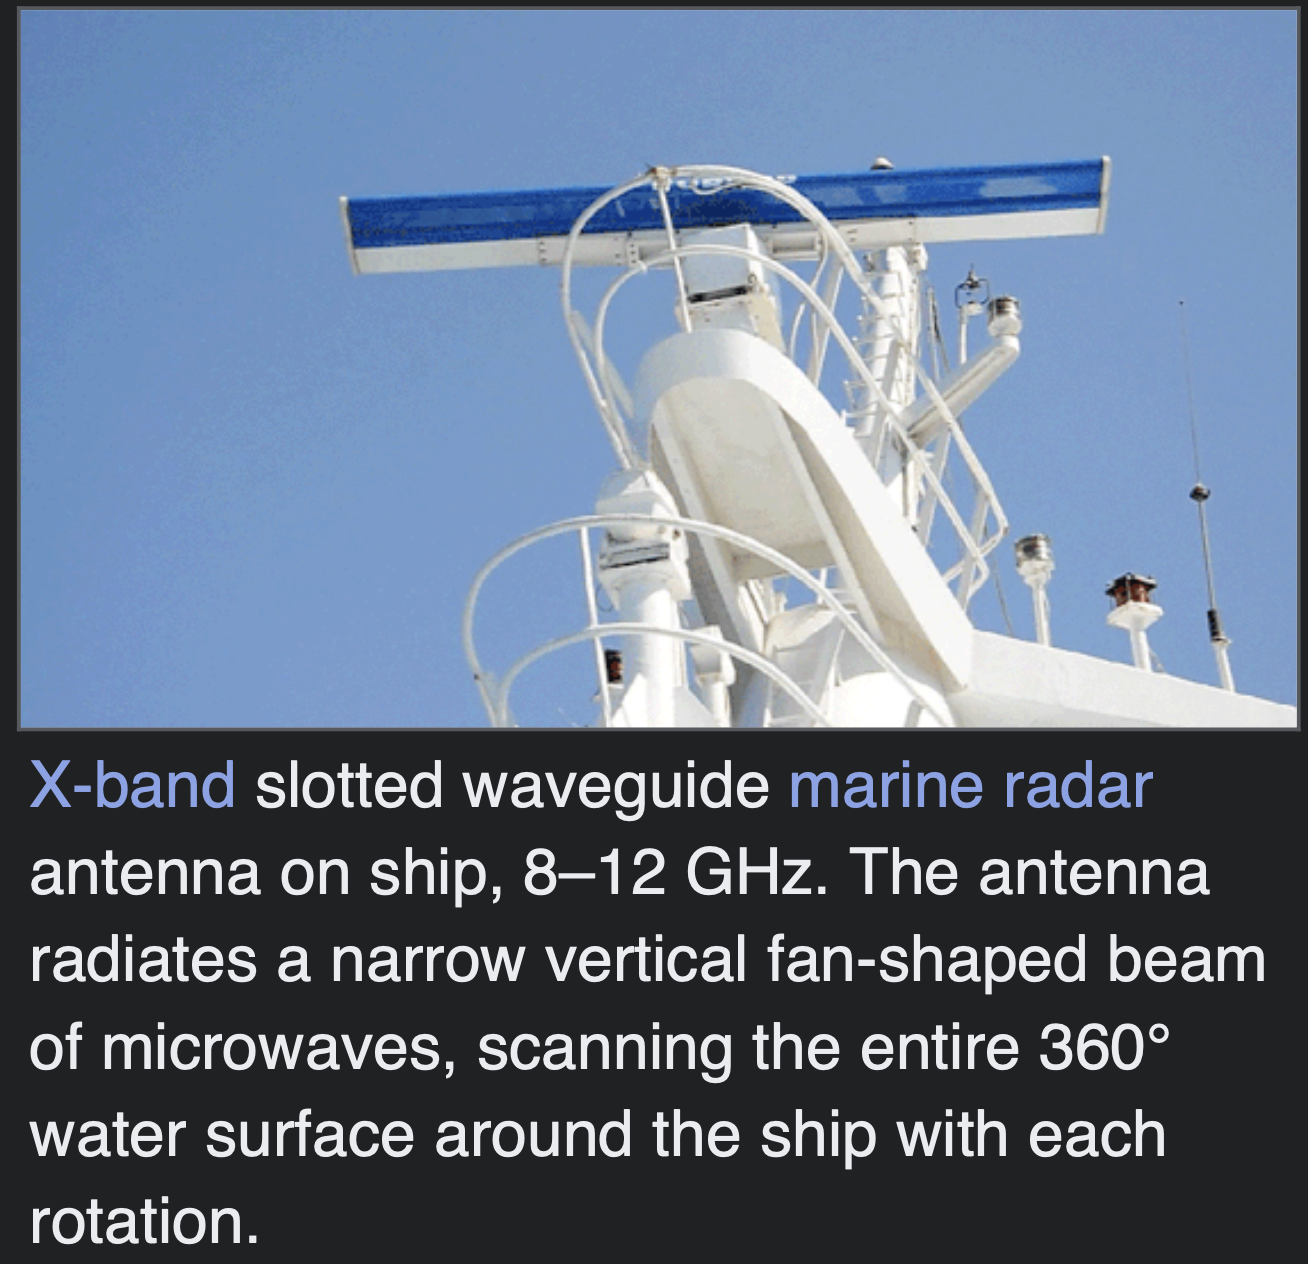 X-band slotted waveguide marine radar
antenna on ship, 8–12 GHz. The antenna
radiates a narrow vertical fan-shaped beam
of microwaves, scanning the entire 360°
water surface around the ship with each
rotation.